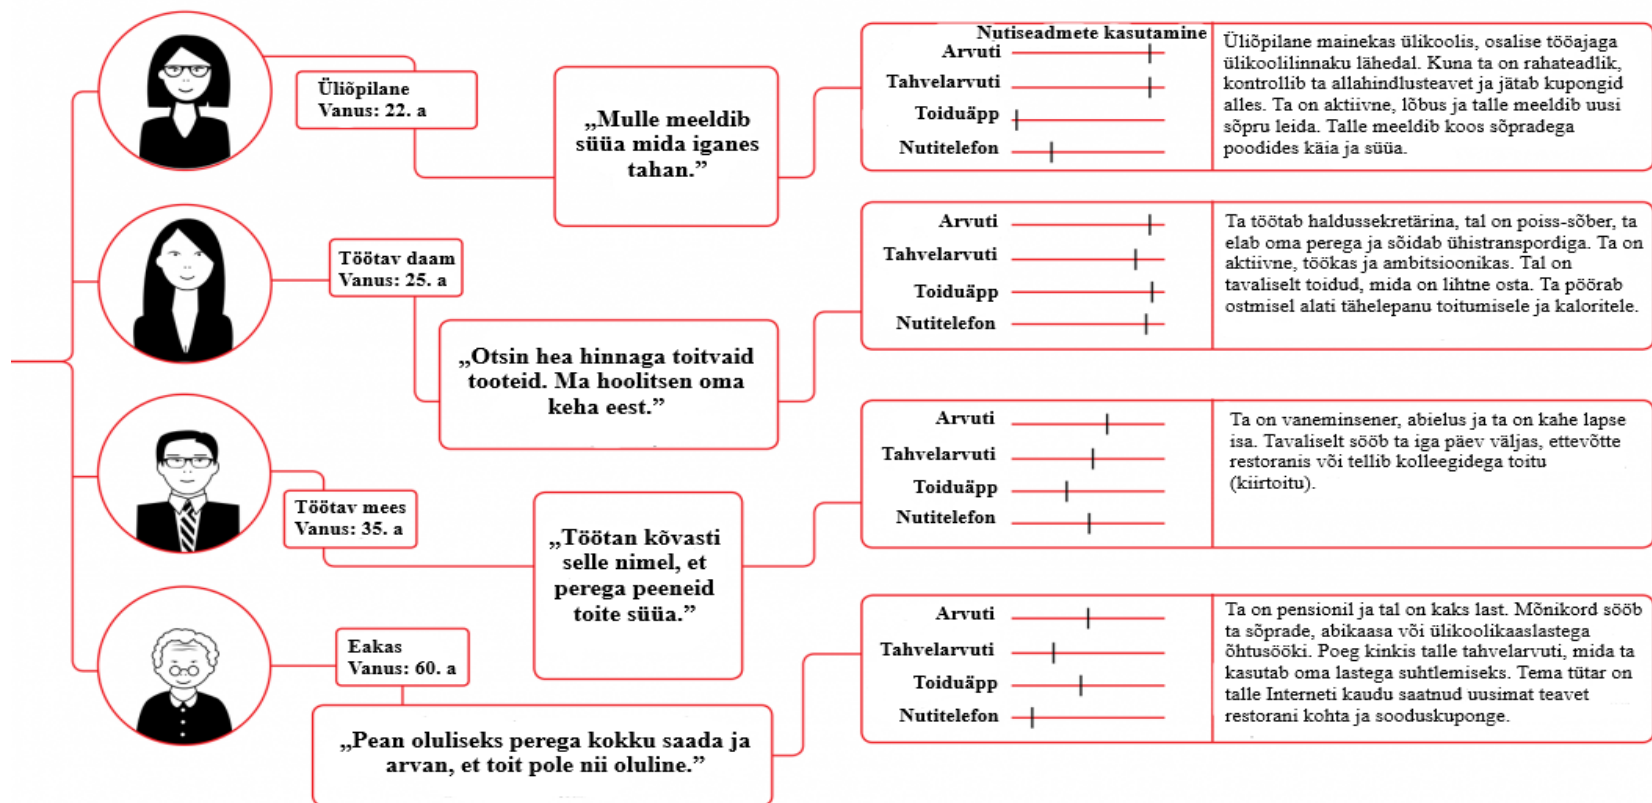 Üliõpilane
Vanus: 22. a
„Mulle meeldib
süüa mida iganes
tahan.”
Nutiseadmete kasutamine
Arvuti
Tahvelarvuti
Toiduäpp
Nutitelefon
Üliõpilane mainekas ülikoolis, osalise tööajaga
ülikoolilinnaku lähedal. Kuna ta on rahateadlik,
kontrollib ta allahindlusteavet ja jätab kupongid
alles. Ta on aktiivne, lõbus ja talle meeldib uusi
sõpru leida. Talle meeldib koos sõpradega
poodides käia ja süüa.
Töötav daam
Vanus: 25. a
„Otsin hea hinnaga toitvaid
tooteid. Ma hoolitsen oma
keha eest.”
Arvuti
Tahvelarvuti
Toiduäpp
Nutitelefon
Ta töötab haldussekretärina, tal on poiss-sõber, ta
elab oma perega ja sõidab ühistranspordiga. Ta on
aktiivne, töökas ja ambitsioonikas. Tal on
tavaliselt toidud, mida on lihtne osta. Ta pöörab
ostmisel alati tähelepanu toitumisele ja kaloritele.
Töötav mees
Vanus: 35. a
„Töötan kõvasti
selle nimel, et
perega peeneid
toite süüa.”
Arvuti
Tahvelarvuti
Toiduäpp
Nutitelefon
Ta on vaneminsener, abielus ja ta on kahe lapse
isa. Tavaliselt sööb ta iga päev väljas, ettevõtte
restoranis või tellib kolleegidega toitu
(kiirtoitu).
Eakas
Vanus: 60. a
„Pean oluliseks perega kokku saada ja
arvan, et toit pole nii oluline.”
Arvuti
Tahvelarvuti
Toiduäpp
Nutitelefon
Ta on pensionil ja tal on kaks last. Mõnikord sööb
ta sõprade, abikaasa või ülikoolikaaslastega
õhtusööki. Poeg kinkis talle tahvelarvuti, mida ta
kasutab oma lastega suhtlemiseks. Tema tütar on
talle Interneti kaudu saatnud uusimat teavet
restorani kohta ja sooduskuponge.